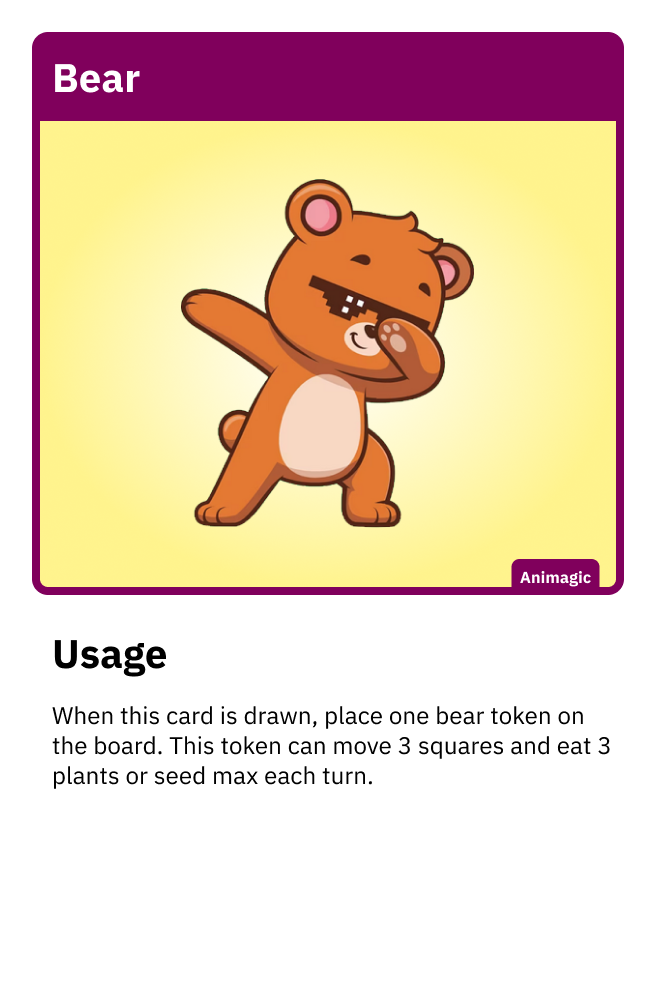 Bear
Animagic
Usage
When this card is drawn, place one bear token on
the board. This token can move 3 squares and eat 3
plants or seed max each turn.